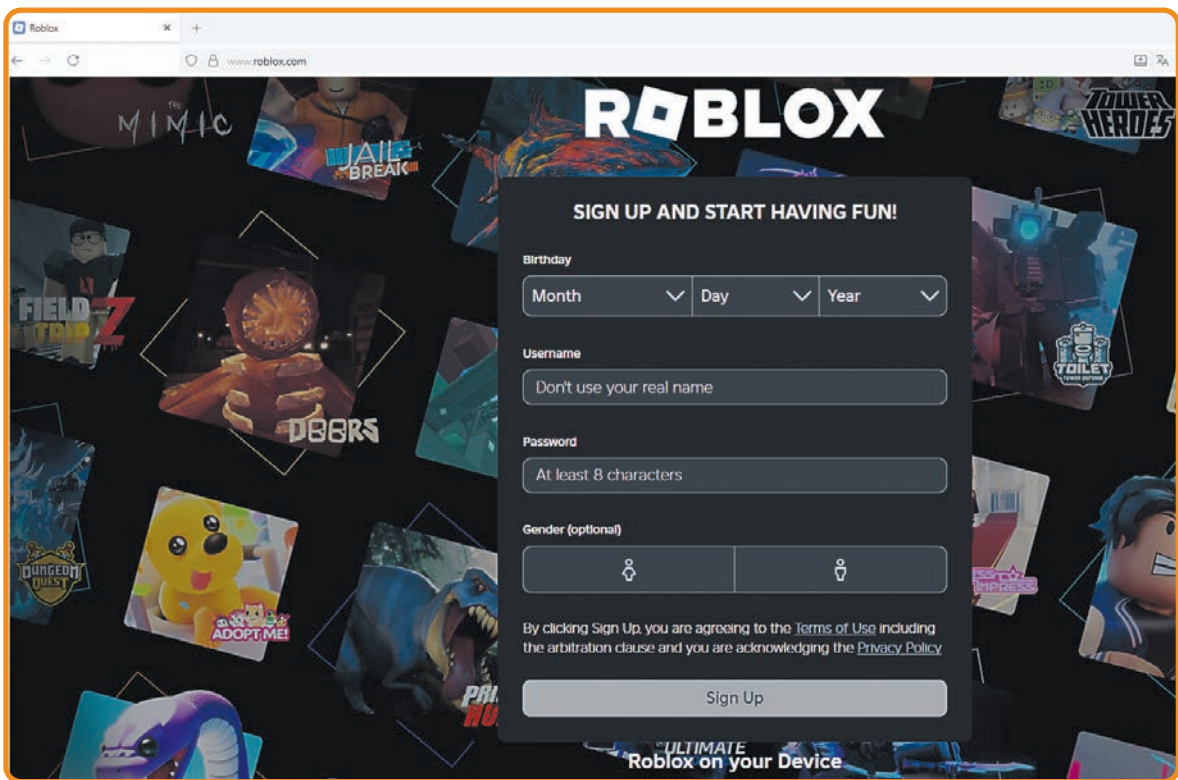 Roblox
www.roblox.com
THE
MIMIC
JAIL
BREAK
ROBLOX
TOWER
HEROES
SIGN UP AND START HAVING FUN!
Birthday
Month
Day
Year
FIELD
TRIP Z
Username
Don't use your real name
TOILET
TOWER DEFENSE
DOORS
Password
At least 8 characters
Gender (optional)
DUNGEON
QUEST
ADOPT ME!
By clicking Sign Up, you are agreeing to the Terms of Use including
the arbitration clause and you are acknowledging the Privacy Policy
Sign Up
ULTIMATE
Roblox on your Device